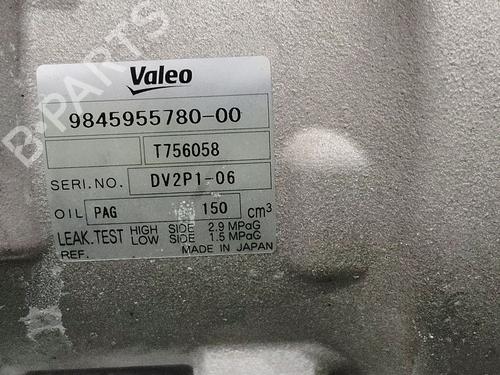 Valeo
9845955780-00
T756058
SERI.NO. DV2P1-06
OIL PAG 150 cm³
LEAK.TEST HIGH SIDE 2.9 MPaG
LOW SIDE 1.5 MPaG
REF. MADE IN JAPAN
B-PARTS